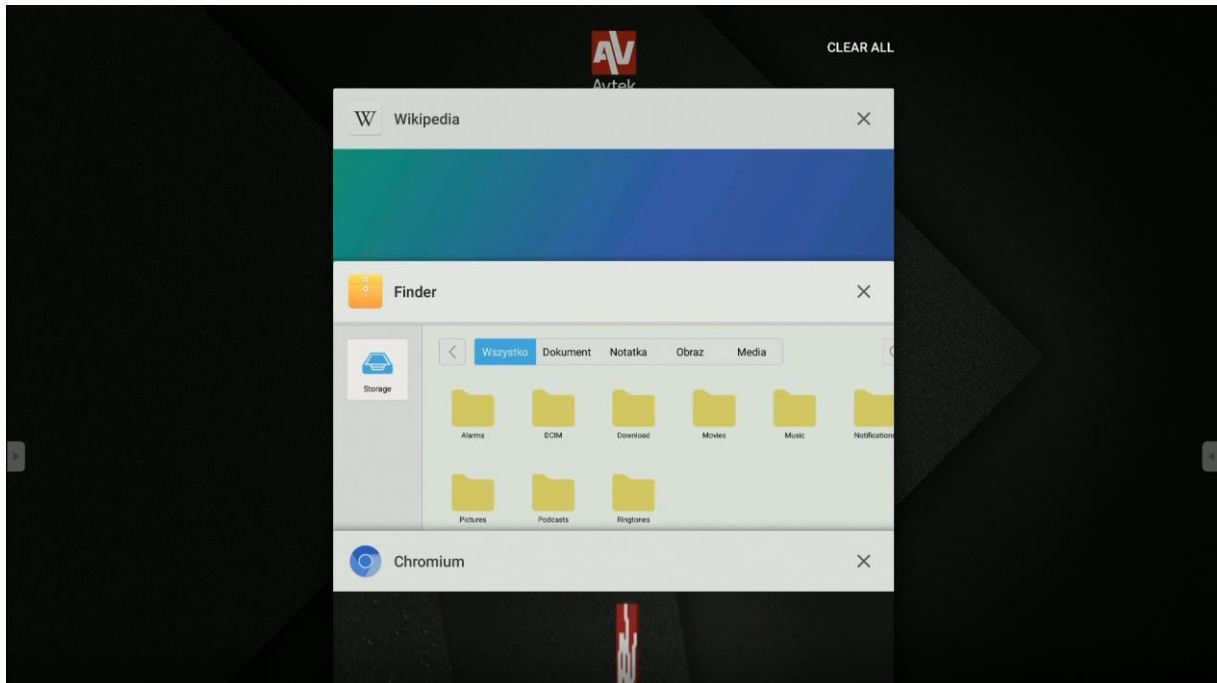 AV
CLEAR ALL
Avtek
W Wikipedia
Finder
Wszystko Dokument Notatka Obraz Media
Storage
Alarms DCIM Download Movies Music Notifications
Pictures Podcasts Ringtones
Chromium